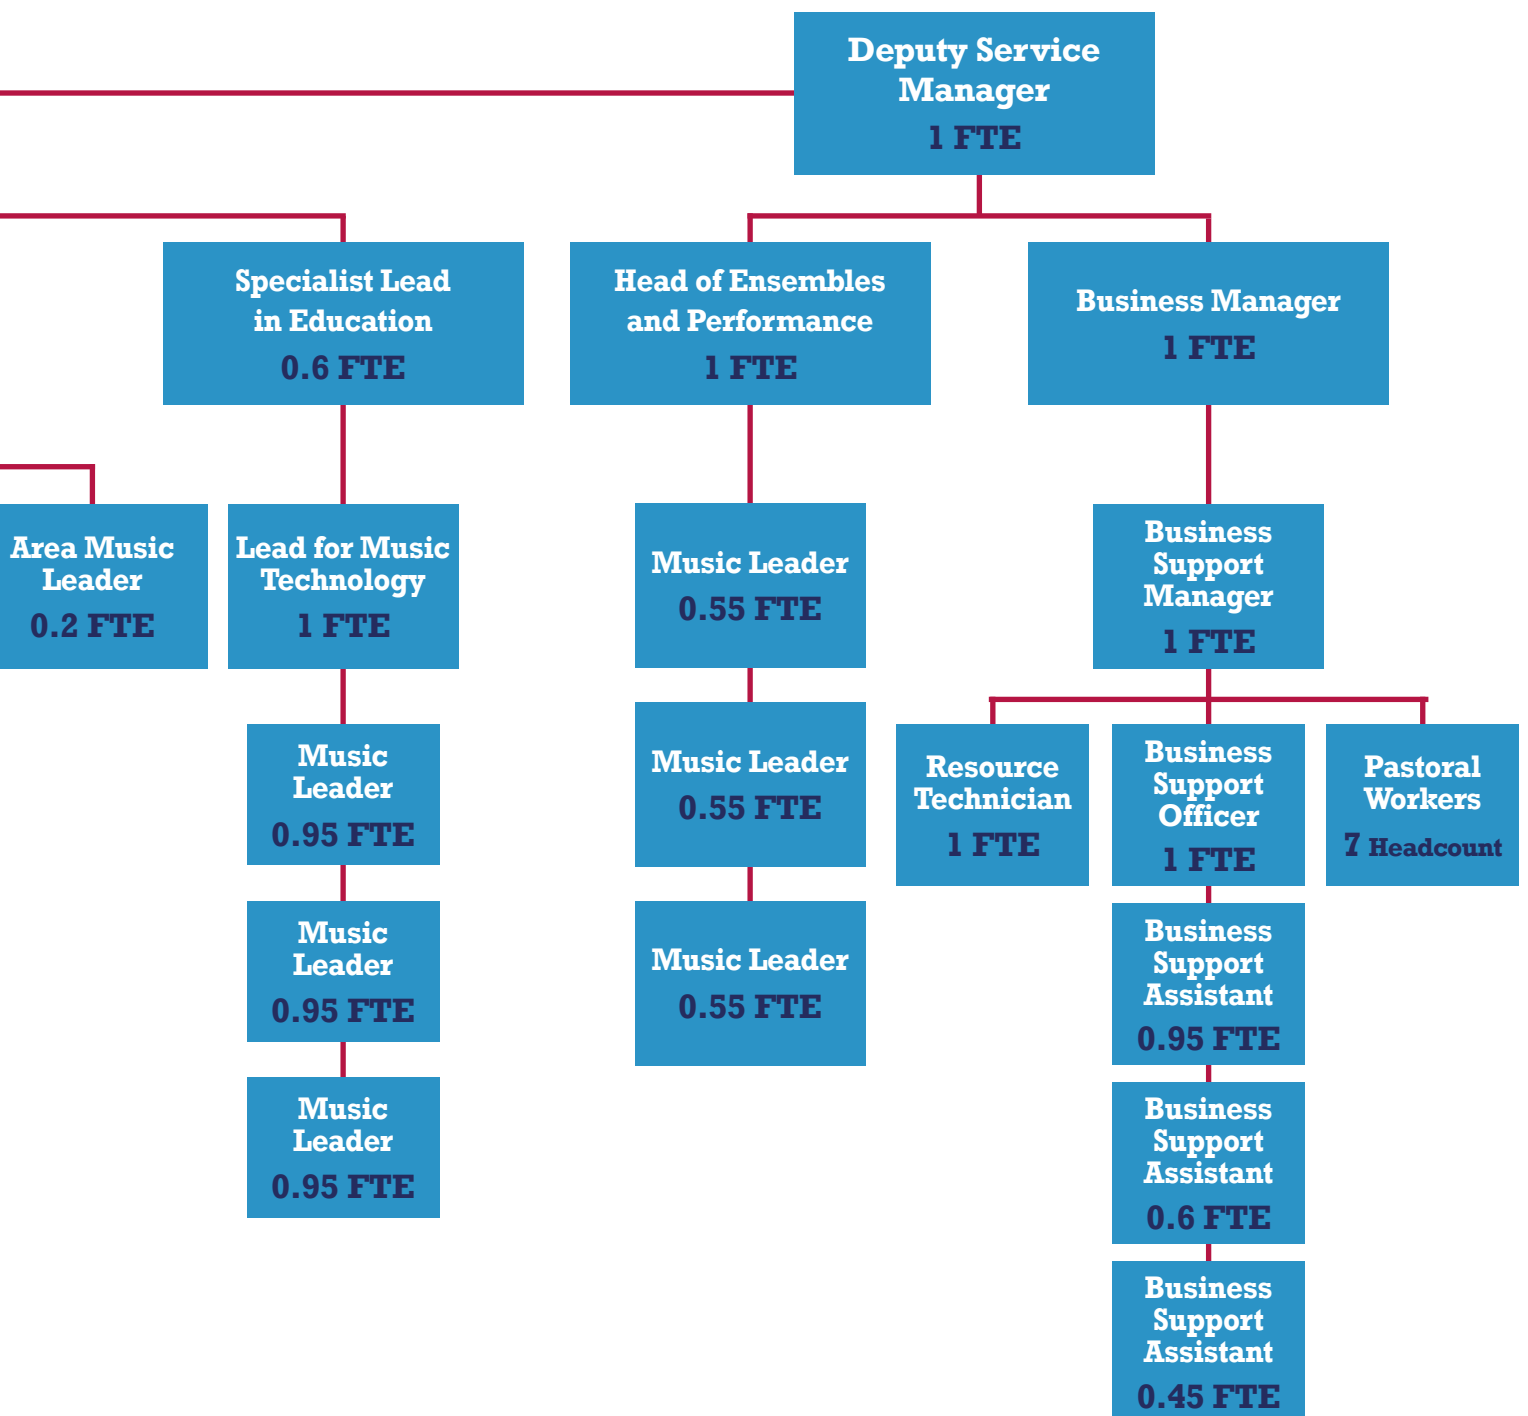 Deputy Service
Manager
1 FTE
Specialist Lead
in Education
0.6 FTE
Head of Ensembles
and Performance
1 FTE
Business Manager
1 FTE
Area Music
Leader
0.2 FTE
Lead for Music
Technology
1 FTE
Music Leader
0.55 FTE
Business
Support
Manager
1 FTE
Music
Leader
0.95 FTE
Music Leader
0.55 FTE
Resource
Technician
1 FTE
Business
Support
Officer
1 FTE
Pastoral
Workers
7 Headcount
Music
Leader
0.95 FTE
Music Leader
0.55 FTE
Business
Support
Assistant
0.95 FTE
Music
Leader
0.95 FTE
Business
Support
Assistant
0.6 FTE
Business
Support
Assistant
0.45 FTE